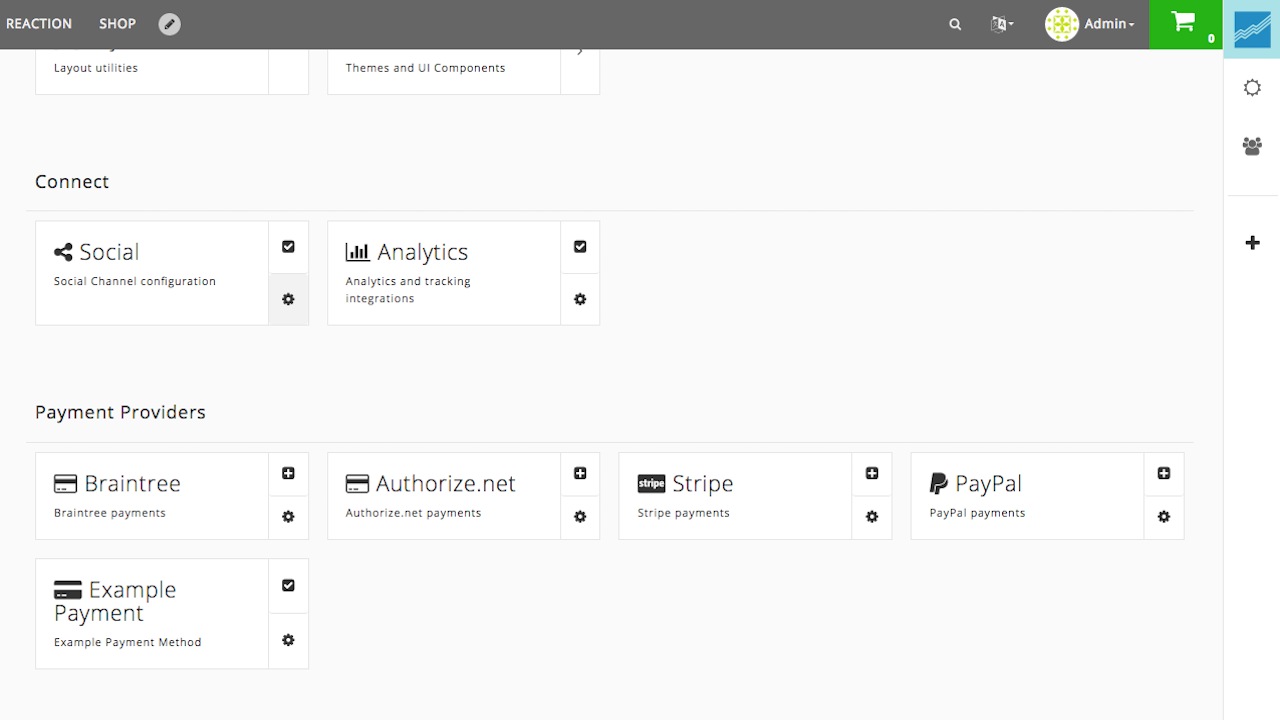 REACTION SHOP Admin 0
Layout utilities
Themes and UI Components
Connect
Social
Social Channel configuration
Analytics
Analytics and tracking
integrations
Payment Providers
Braintree
Braintree payments
Authorize.net
Authorize.net payments
stripe Stripe
Stripe payments
PayPal
PayPal payments
Example
Payment
Example Payment Method